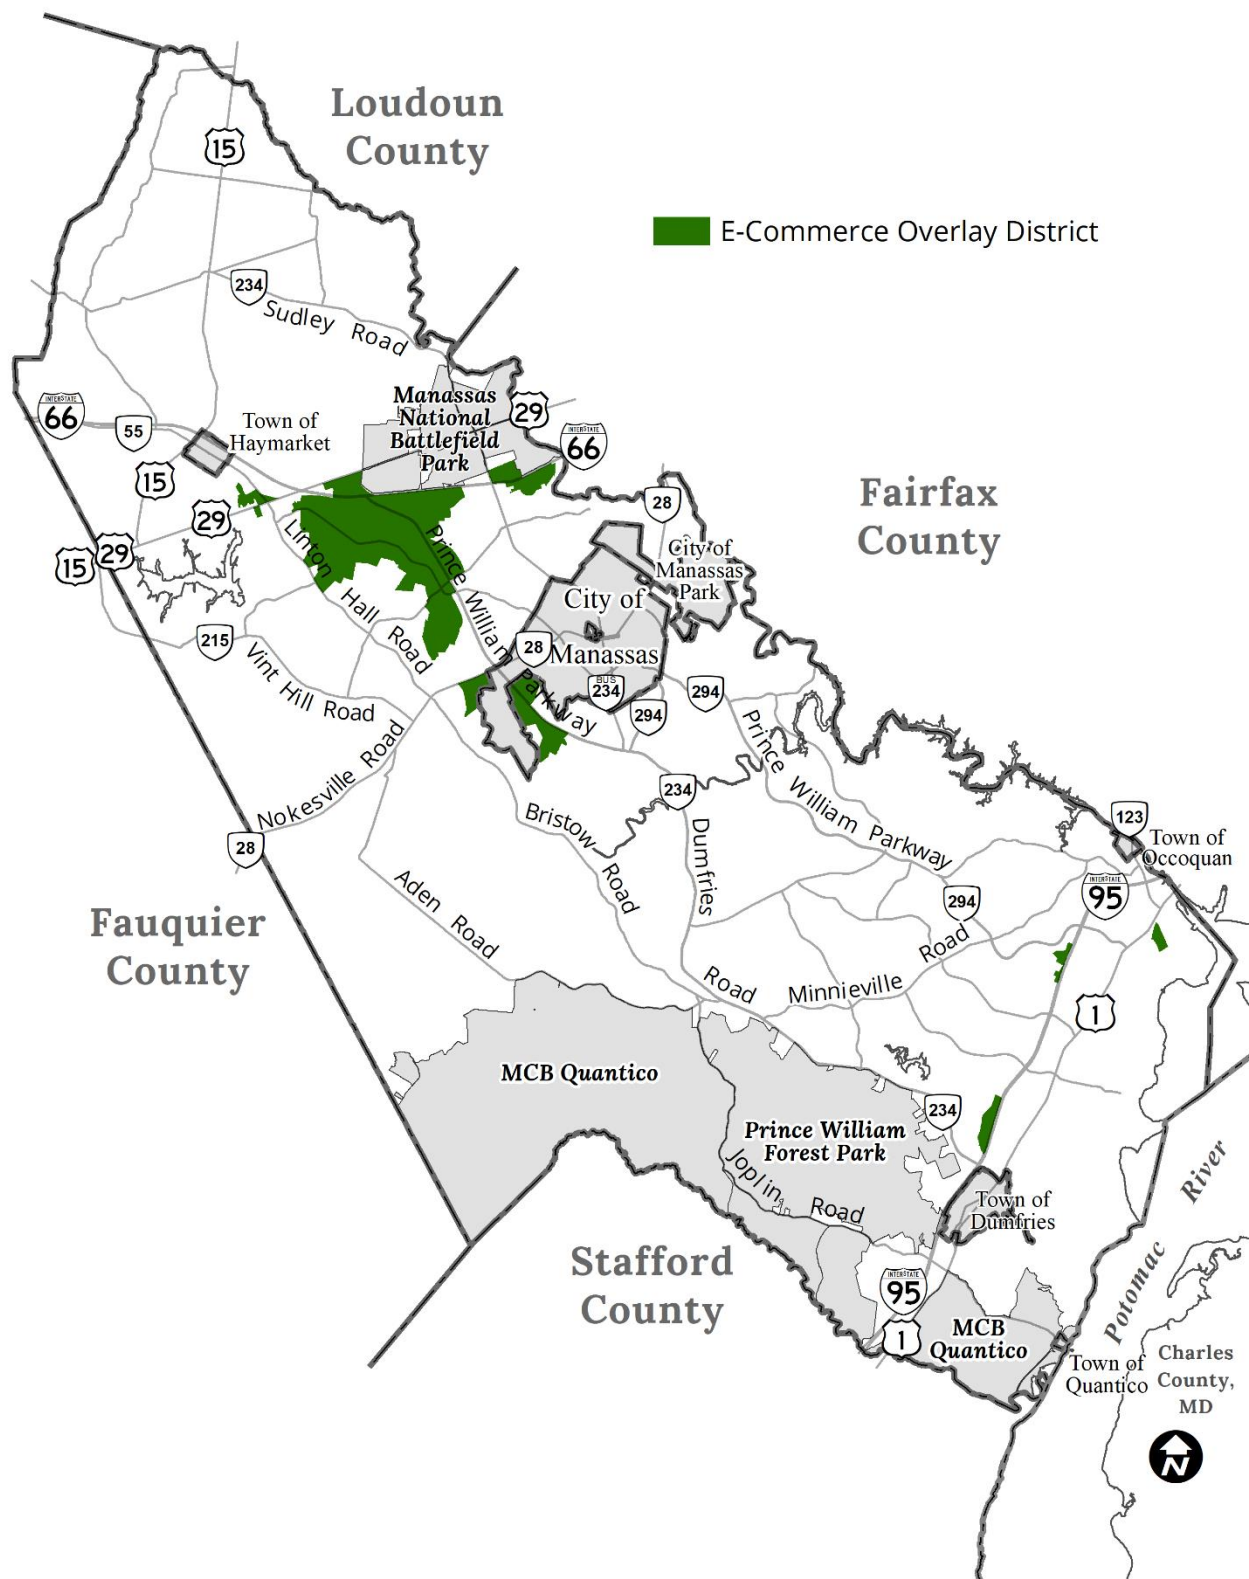 Loudoun
County
15
E-Commerce Overlay District
234
Sudley Road
Manassas
National
Battlefield
Park
29
INTERSTATE
66
55
Town of
Haymarket
INTERSTATE
66
15
29
28
Fairfax
County
15
29
Linton Hall Road
Prince William Parkway
City of
Manassas
Park
City of
Manassas
28
215
Vint Hill Road
BUS
234
294
294
Nokesville Road
28
234
Prince William Parkway
Bristow Road
Dumfries Road
123
Town of
Occoquan
INTERSTATE
95
294
Aden Road
Fauquier
County
Minnieville Road
1
MCB Quantico
234
Prince William
Forest Park
Joplin Road
Town of
Dumfries
Potomac River
Stafford
County
INTERSTATE
95
1
MCB
Quantico
Town of
Quantico
Charles
County,
MD
N